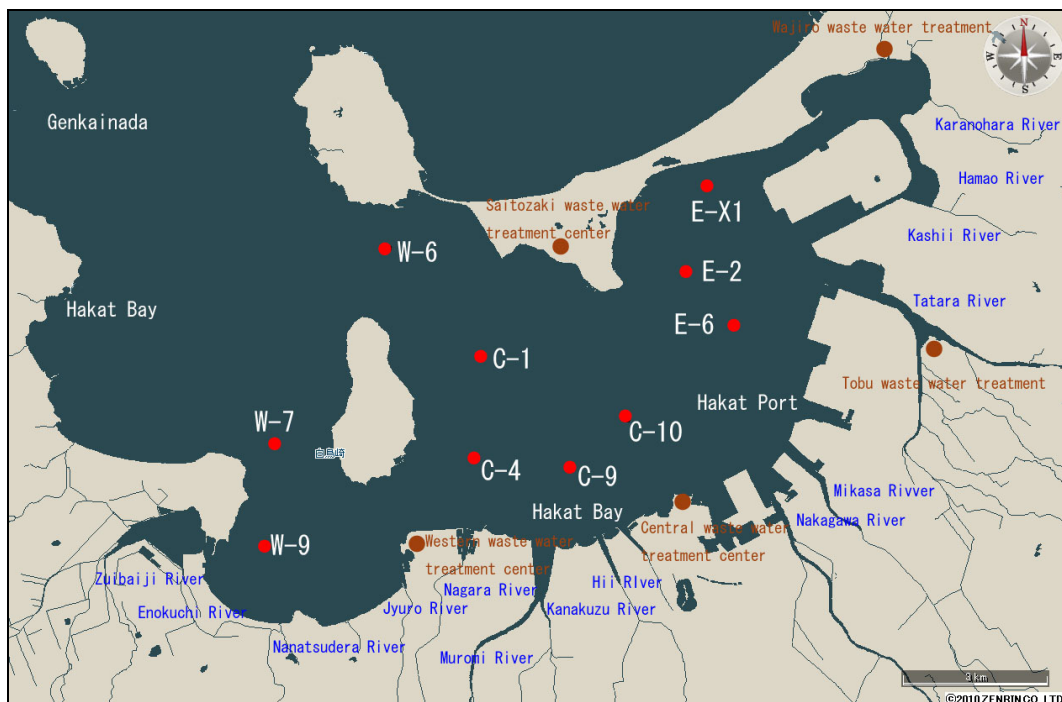 Wajiro waste water treatment
N
W
E
S
Genkainada
Karanohara River
Hamao River
Saitozaki waste water
treatment center
E-X1
Kashii River
W-6
E-2
Hakat Bay
Tatara River
E-6
C-1
Tobu waste water treatment
Hakat Port
W-7
C-10
C-4
C-9
Mikasa Rivver
Hakat Bay
Nakagawa River
Central waste water
treatment center
W-9
Western waste water
treatment center
Zuibaiji River
Hii RIver
Nagara River
Enokuchi River
Jyuro River
Kanakuzu River
Nanatsudera River
Muromi River
3 km
©2010ZENRIN CO.,LTD